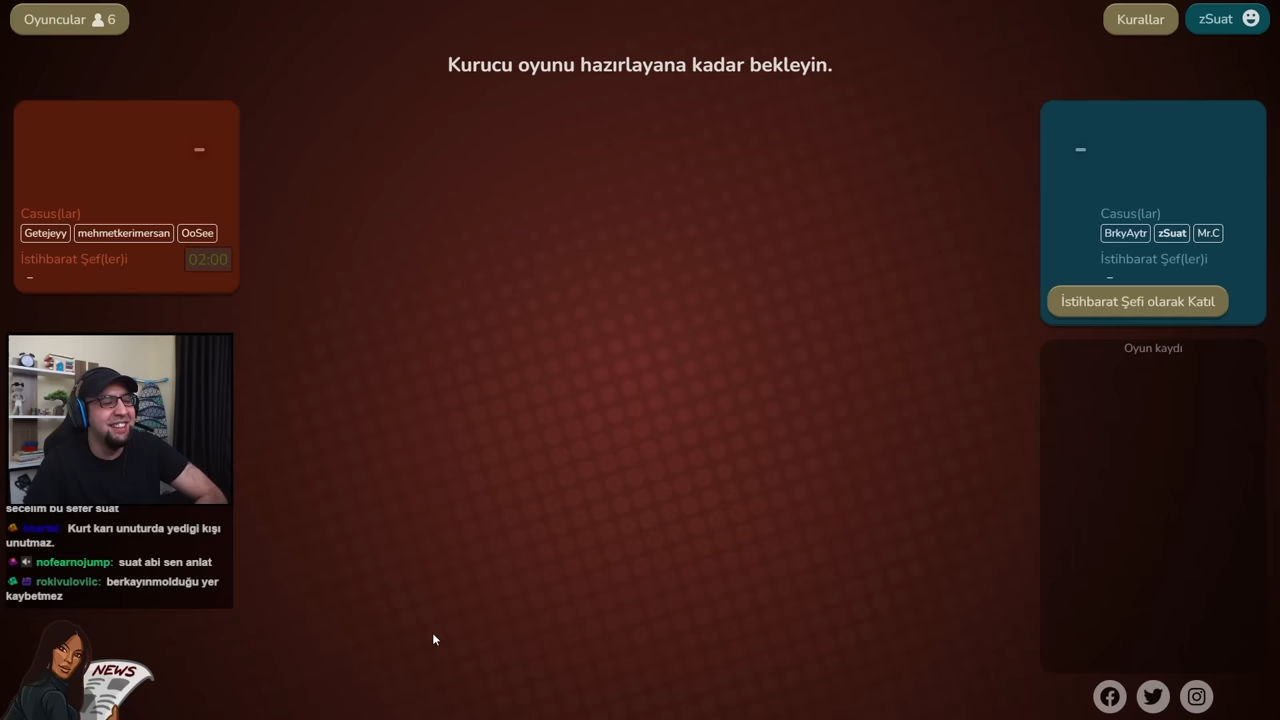 Oyuncular 6
Kurallar
zSuat
Kurucu oyunu hazırlayana kadar bekleyin.
-
Casus(lar)
Getejeyy mehmetkerimersan OoSee
İstihbarat Şef(ler)i
02:00
-
-
Casus(lar)
BrkyAytr zSuat Mr.C
İstihbarat Şef(ler)i
-
İstihbarat Şefi olarak Katıl
Oyun kaydı
secelim bu sefer suat
Kurt karı unuturda yedigi kışı
unutmaz.
nofearnojump: suat abi sen anlat
rokivuloviic: berkayınmolduğu yer
kaybetmez
NEWS